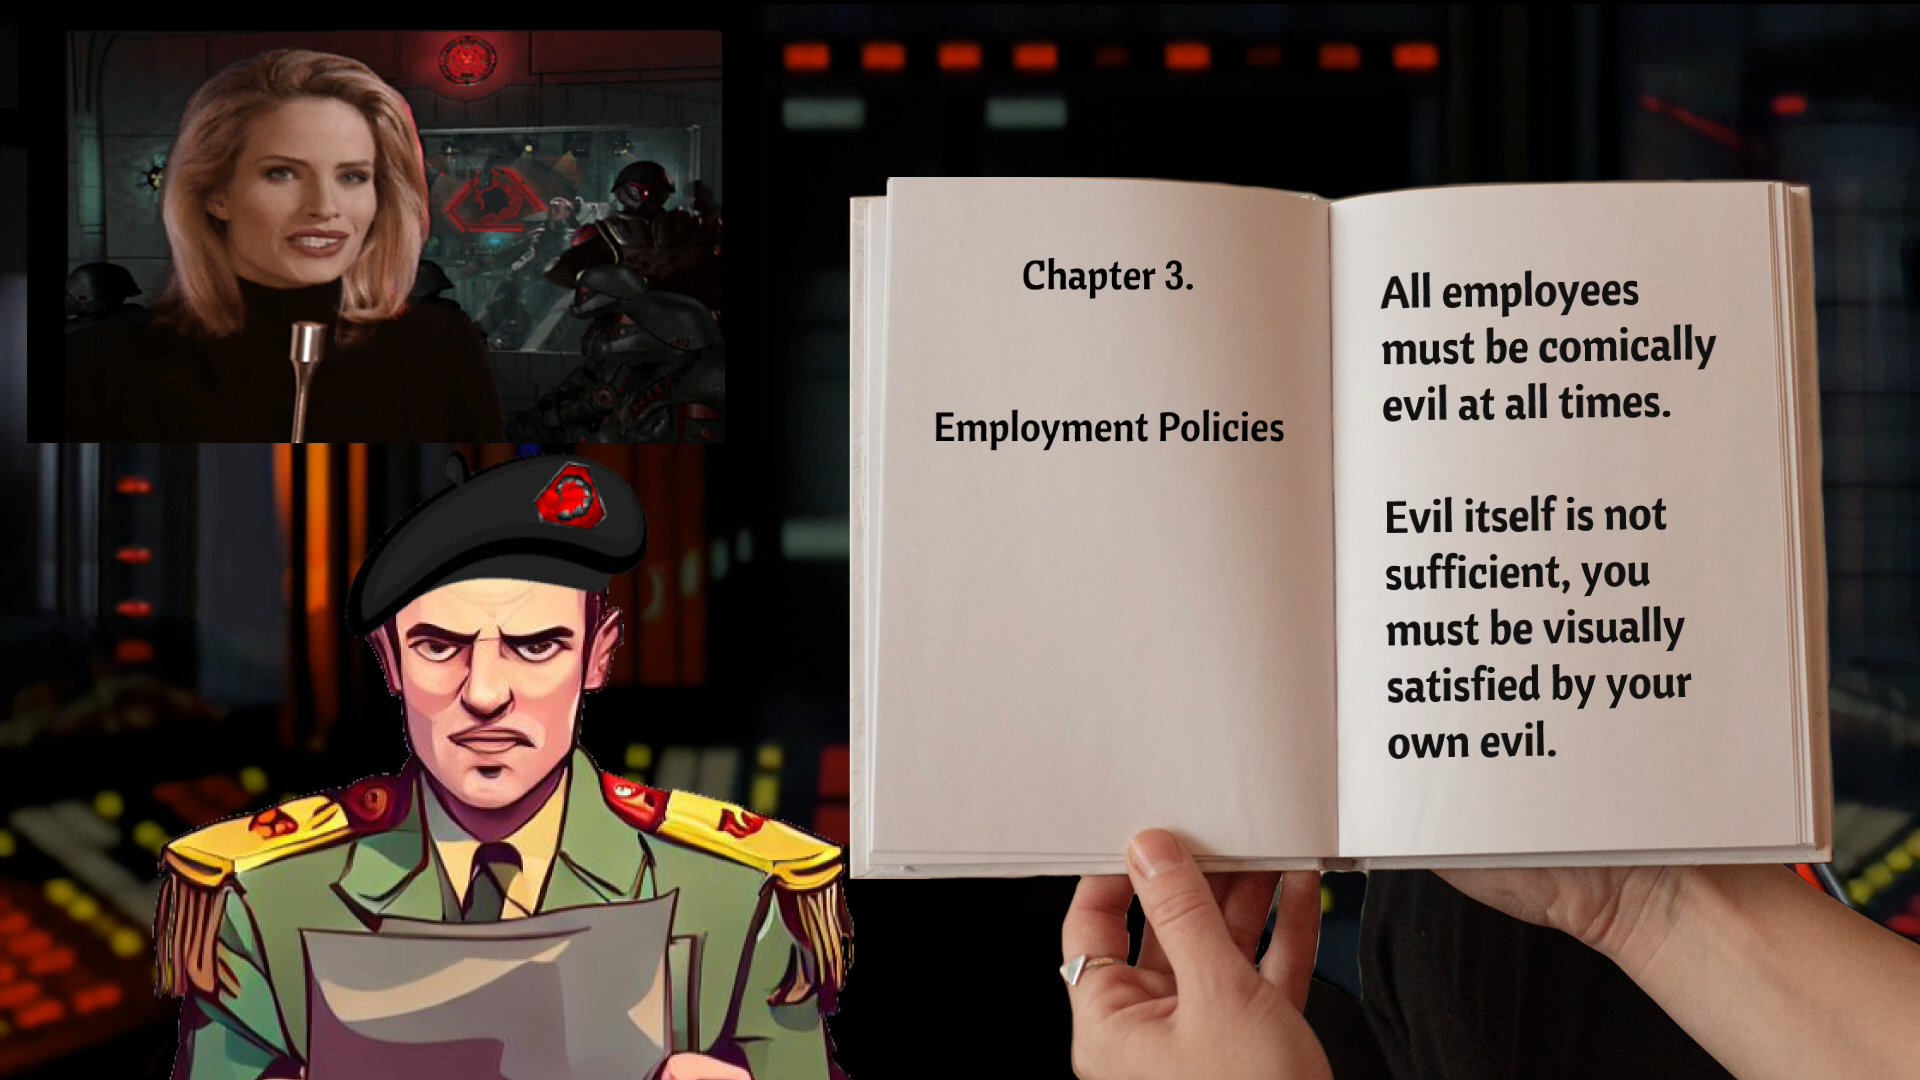 Chapter 3.
Employment Policies
All employees
must be comically
evil at all times.
Evil itself is not
sufficient, you
must be visually
satisfied by your
own evil.